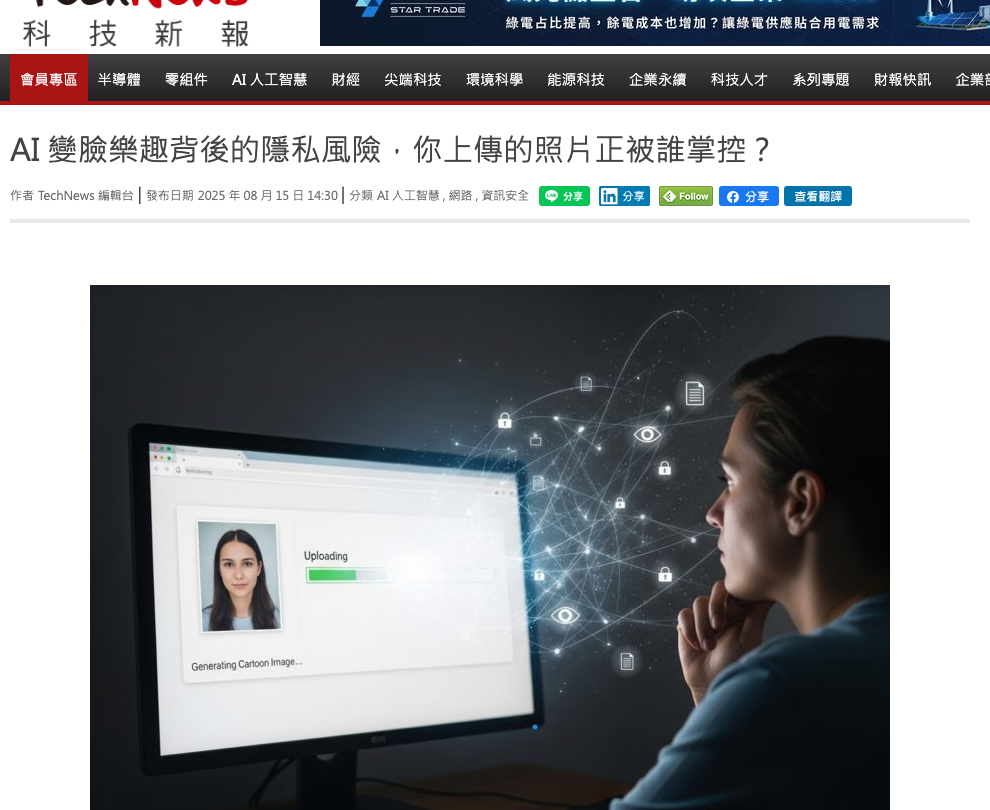 科技新報
STAR TRADE
綠電占比提高，餘電成本也增加？讓綠電供應貼合用電需求
會員專區 半導體 零組件 AI 人工智慧 財經 尖端科技 環境科學 能源科技 企業永續 科技人才 系列專題 財報快訊
AI 變臉樂趣背後的隱私風險，你上傳的照片正被誰掌控？
作者 TechNews 編輯台 | 發布日期 2025 年 08 月 15 日 14:30 | 分類 AI 人工智慧 , 網路 , 資訊安全 分享 in 分享 Follow 分享 查看翻譯
Uploading
Generating Cartoon Image...